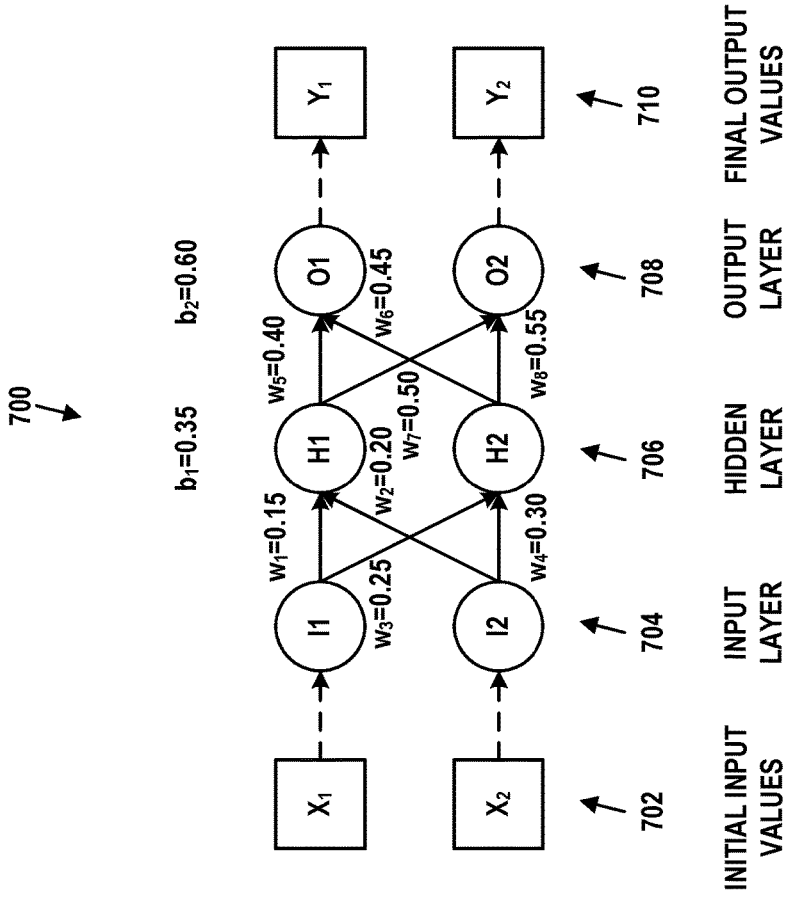 700
b₁=0.35
b₂=0.60
X₁
I1
w₁=0.15
H1
w₅=0.40
O1
Y₁
w₃=0.25
w₂=0.20
w₇=0.50
w₆=0.45
X₂
I2
w₄=0.30
H2
w₈=0.55
O2
Y₂
702
704
706
708
710
INITIAL INPUT
VALUES
INPUT
LAYER
HIDDEN
LAYER
OUTPUT
LAYER
FINAL OUTPUT
VALUES